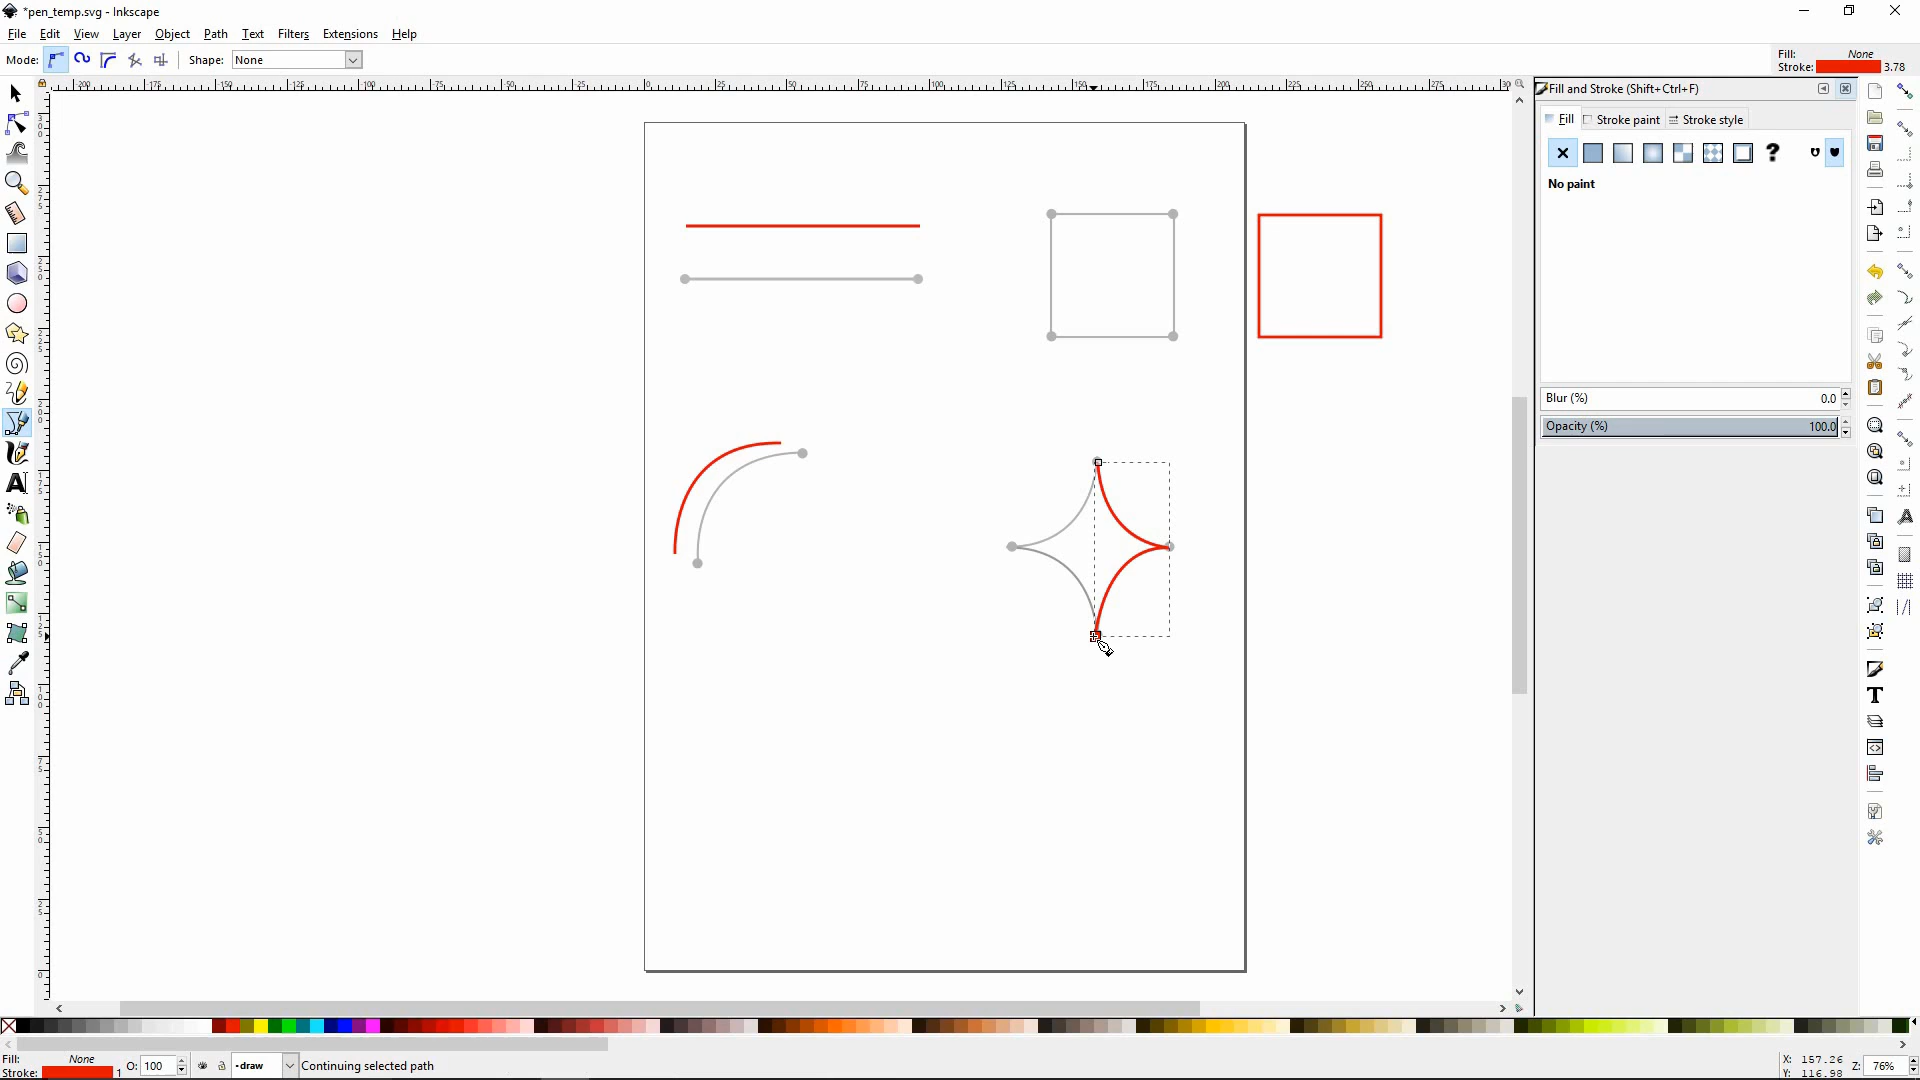 *pen_temp.svg - Inkscape
File Edit View Layer Object Path Text Filters Extensions Help
Mode: Shape: None
Fill: None
Stroke: 3.78
Fill and Stroke (Shift+Ctrl+F)
Fill Stroke paint Stroke style
No paint
Blur (%) 0.0
Opacity (%) 100.0
Fill: None
Stroke: 1
O: 100
•draw
Continuing selected path
X: 157.26
Y: 116.98
Z: 76%